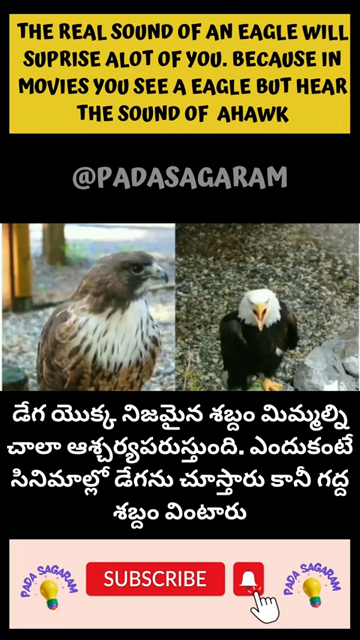 THE REAL SOUND OF AN EAGLE WILL
SUPRISE ALOT OF YOU. BECAUSE IN
MOVIES YOU SEE A EAGLE BUT HEAR
THE SOUND OF AHAWK
@PADASAGARAM
డేగ యొక్క నిజమైన శబ్దం మిమ్మల్ని
చాలా ఆశ్చర్యపరుస్తుంది. ఎందుకంటే
సినిమాల్లో డేగను చూస్తారు కానీ గద్ద
శబ్దం వింటారు
PADA SAGARAM
SUBSCRIBE
PADA SAGARAM